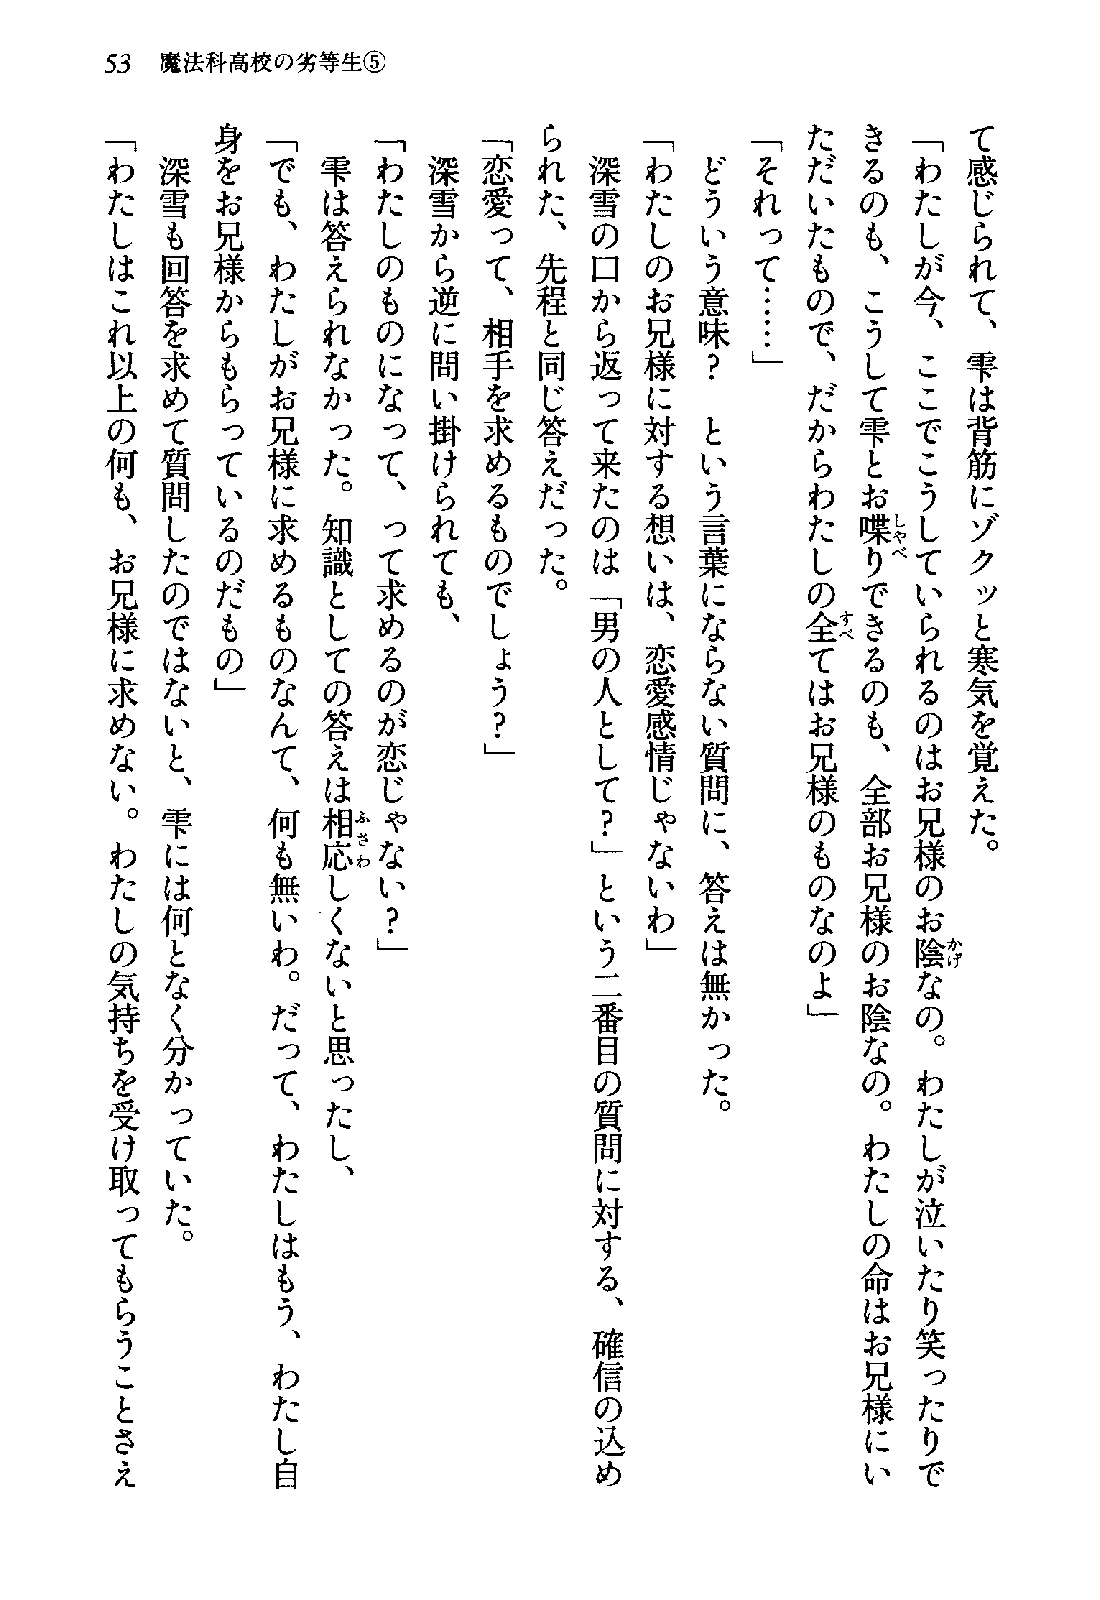 53 魔法科高校の劣等生⑤
て感じられて、雫は背筋にゾクッと寒気を覚えた。
「わたしが今、ここでこうしていられるのはお兄様のお陰なの。わたしが泣いたり笑ったりで
きるのも、こうして雫とお喋りできるのも、全部お兄様のお陰なの。わたしの命はお兄様にい
ただいたもので、だからわたしの全てはお兄様のものなのよ」
「それって……」
どういう意味？　という言葉にならない質問に、答えは無かった。
「わたしのお兄様に対する想いは、恋愛感情じゃないわ」
深雪の口から返って来たのは「男の人として？」という二番目の質問に対する、確信の込め
られた、先程と同じ答えだった。
「恋愛って、相手を求めるものでしょう？」
深雪から逆に問い掛けられても、
「わたしのものになって、って求めるのが恋じゃない？」
雫は答えられなかった。知識としての答えは相応しくないと思ったし、
「でも、わたしがお兄様に求めるものなんて、何も無いわ。だって、わたしはもう、わたし自
身をお兄様からもらっているのだもの」
深雪も回答を求めて質問したのではないと、雫には何となく分かっていた。
「わたしはこれ以上の何も、お兄様に求めない。わたしの気持ちを受け取ってもらうことさえ